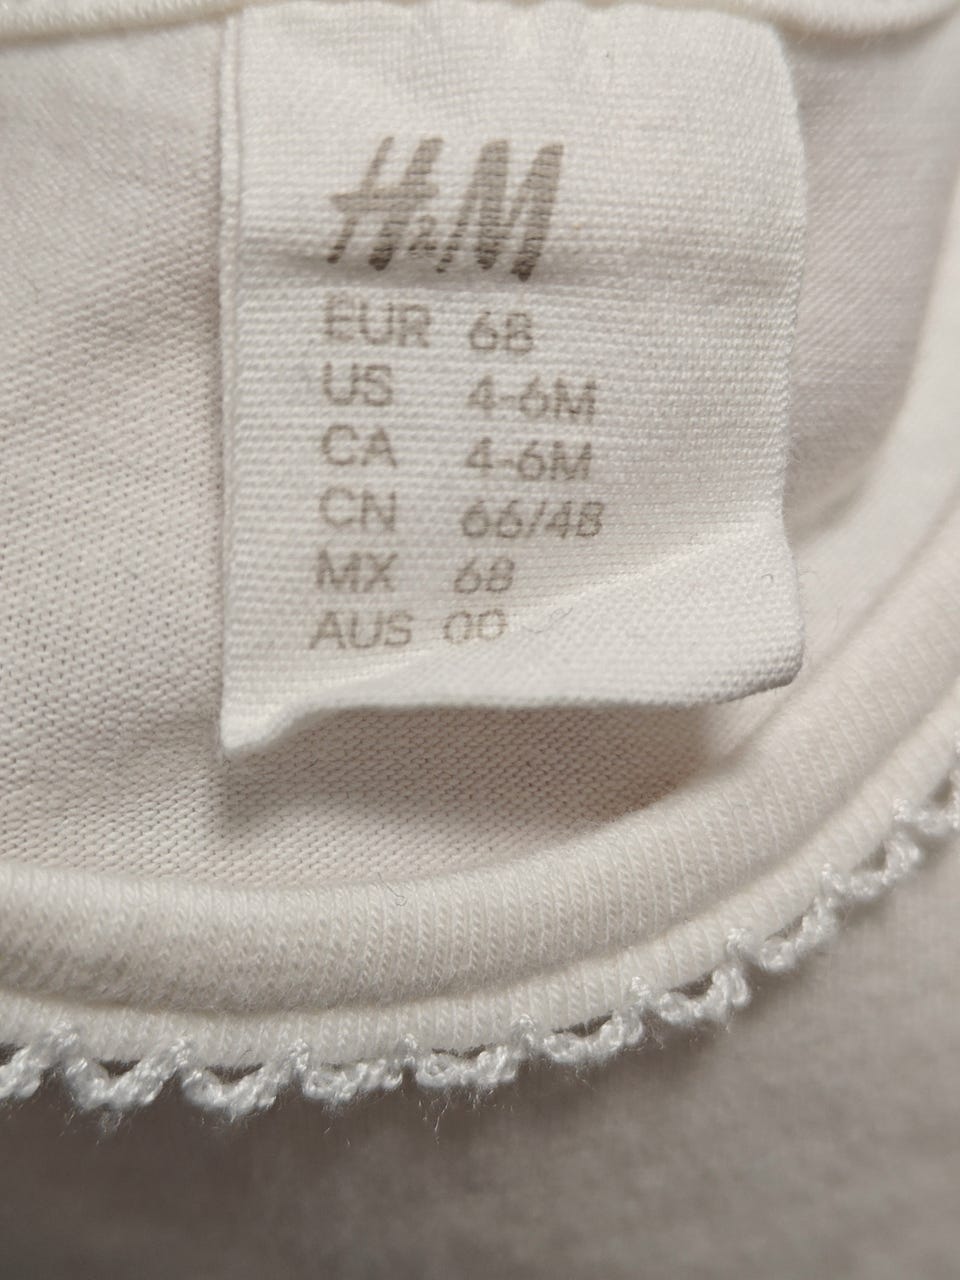 H&M
EUR 68
US 4-6M
CA 4-6M
CN 66/48
MX 68
AUS 00